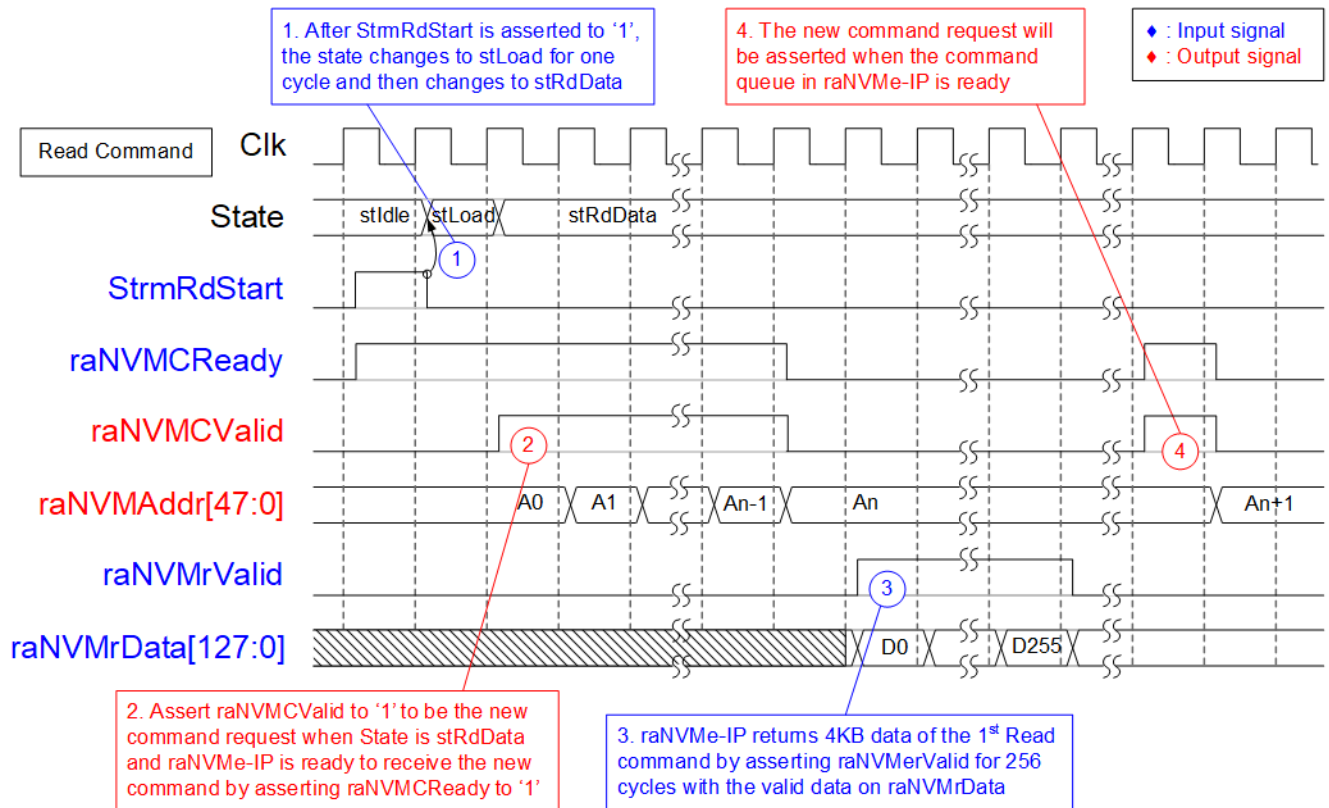 1. After StrmRdStart is asserted to ‘1’,
the state changes to stLoad for one
cycle and then changes to stRdData
4. The new command request will
be asserted when the command
queue in raNVMe-IP is ready
♦ : Input signal
♦ : Output signal
Read Command
Clk
State
stIdle
stLoad
stRdData
1
StrmRdStart
raNVMCReady
raNVMCValid
2
4
raNVMAddr[47:0]
A0
A1
An-1
An
An+1
raNVMrValid
3
raNVMrData[127:0]
D0
D255
2. Assert raNVMCValid to ‘1’ to be the new
command request when State is stRdData
and raNVMe-IP is ready to receive the new
command by asserting raNVMCReady to ‘1’
3. raNVMe-IP returns 4KB data of the 1st Read
command by asserting raNVMerValid for 256
cycles with the valid data on raNVMrData